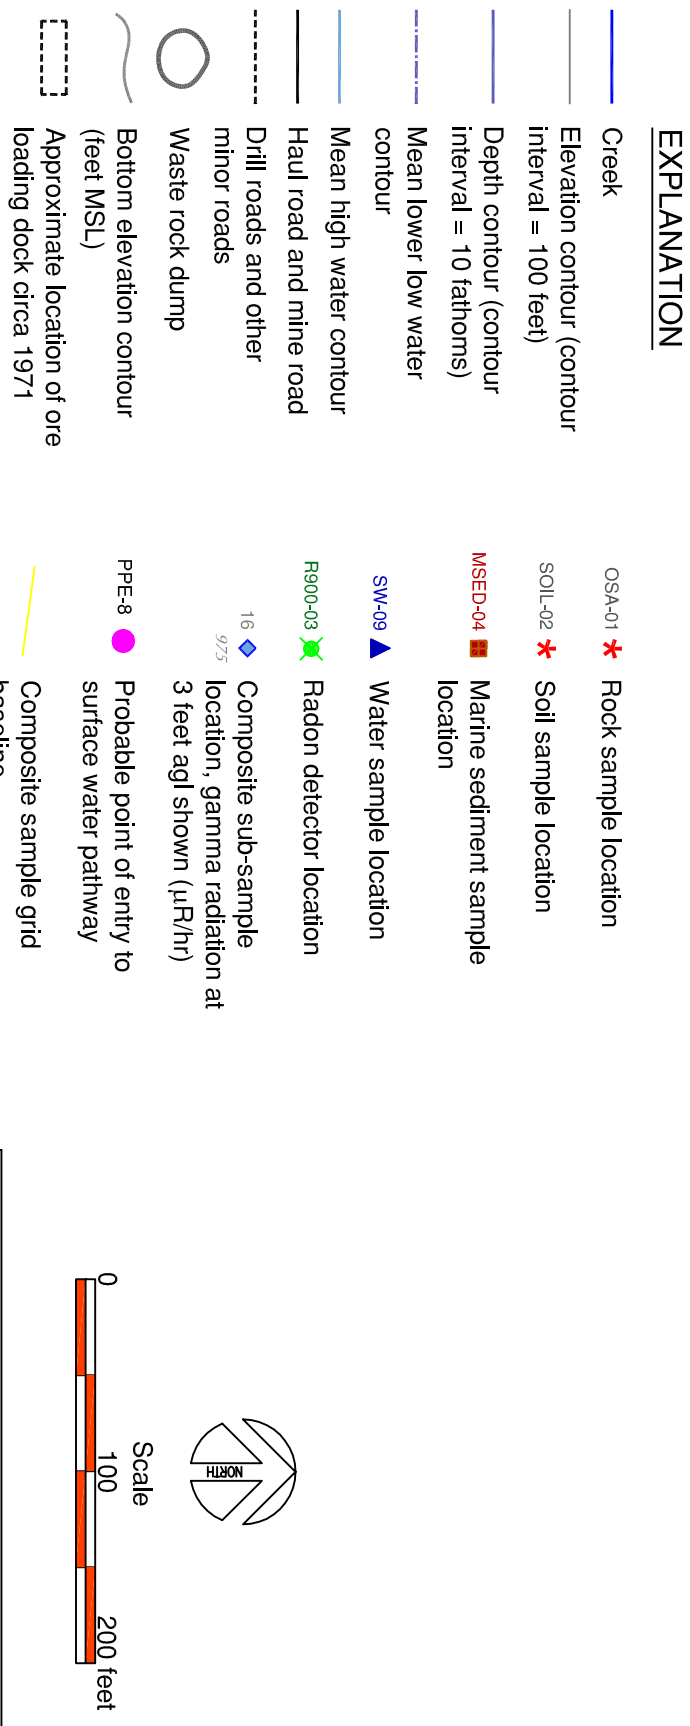 EXPLANATION
Creek
Elevation contour (contour
interval = 100 feet)
Depth contour (contour
interval = 10 fathoms)
Mean lower low water
contour
Mean high water contour
Haul road and mine road
Drill roads and other
minor roads
Waste rock dump
Bottom elevation contour
(feet MSL)
Approximate location of ore
loading dock circa 1971
OSA-01 Rock sample location
SOIL-02 Soil sample location
MSED-04 Marine sediment sample
location
SW-09 Water sample location
R900-03 Radon detector location
16 Composite sub-sample
975 location, gamma radiation at
3 feet agl shown (µR/hr)
PPE-8 Probable point of entry to
surface water pathway
Composite sample grid
baseline
NORTH
Scale
0 100 200 feet